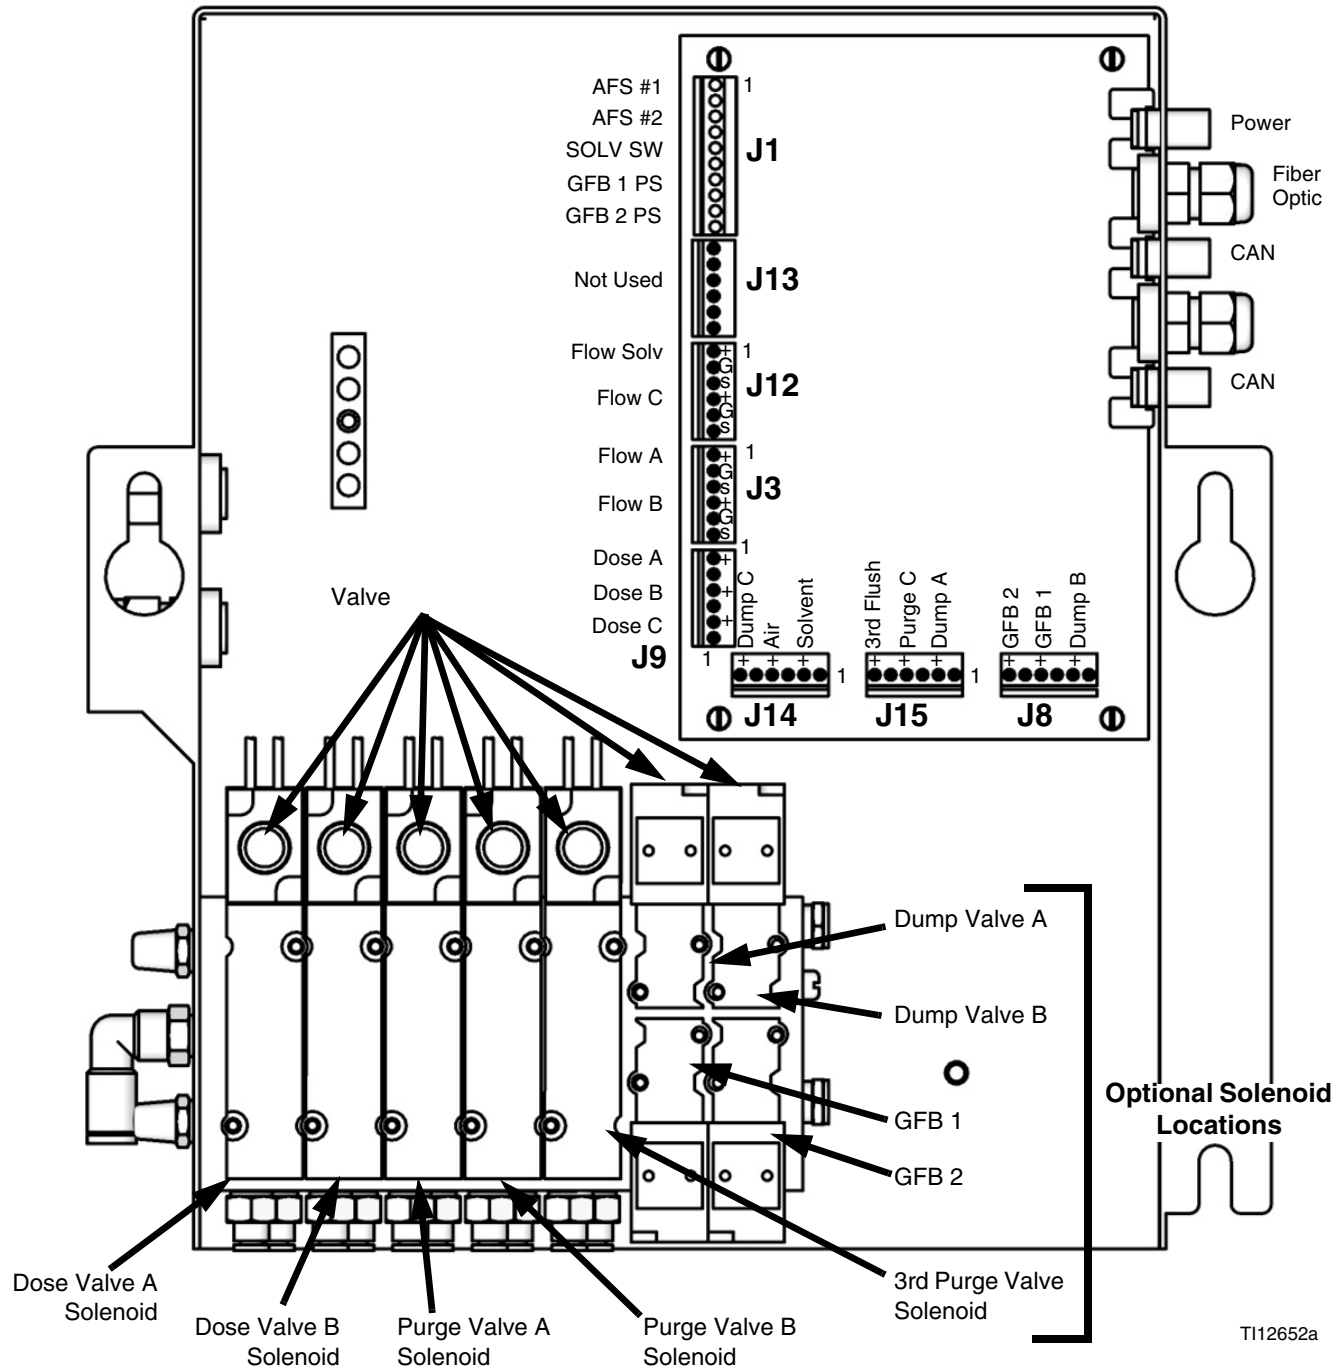 AFS #1
1
AFS #2
J1
SOLV SW
GFB 1 PS
GFB 2 PS
Power
Fiber
Optic
CAN
CAN
Not Used
J13
Flow Solv
+ 1
G
s
J12
Flow C
+
G
s
Flow A
+ 1
G
s
J3
Flow B
+
G
s
Dose A
+ 1
Dose B
+
Dose C
+
J9
1
+ Dump C
+ Air
+ Solvent
1
J14
+ 3rd Flush
+ Purge C
+ Dump A
1
J15
+ GFB 2
+ GFB 1
+ Dump B
J8
Valve
Dump Valve A
Dump Valve B
GFB 1
GFB 2
Optional Solenoid
Locations
Dose Valve A
Solenoid
Dose Valve B
Solenoid
Purge Valve A
Solenoid
Purge Valve B
Solenoid
3rd Purge Valve
Solenoid
TI12652a